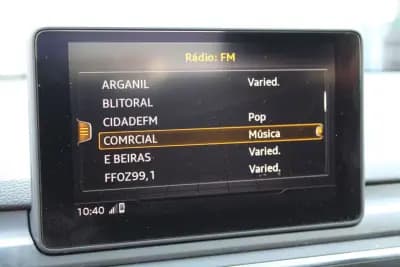 Rádio: FM
ARGANIL Varied.
BLITORAL
CIDADEFM Pop
COMRCIAL Música
E BEIRAS Varied.
FFOZ99,1 Varied.
10:40